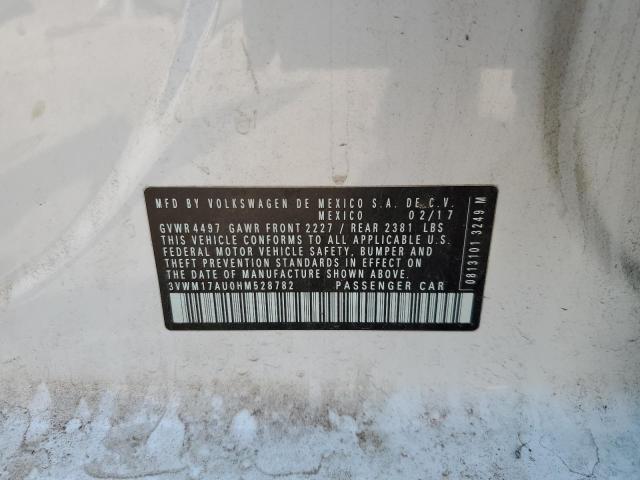 MFD BY VOLKSWAGEN DE MEXICO S.A. DE C.V.
MEXICO 02/17
GVWR 4497 GAWR FRONT 2227 / REAR 2381 LBS
THIS VEHICLE CONFORMS TO ALL APPLICABLE U.S.
FEDERAL MOTOR VEHICLE SAFETY, BUMPER AND
THEFT PREVENTION STANDARDS IN EFFECT ON
THE DATE OF MANUFACTURE SHOWN ABOVE.
3VWM17AU0HM528782 PASSENGER CAR
0813101 3249 M